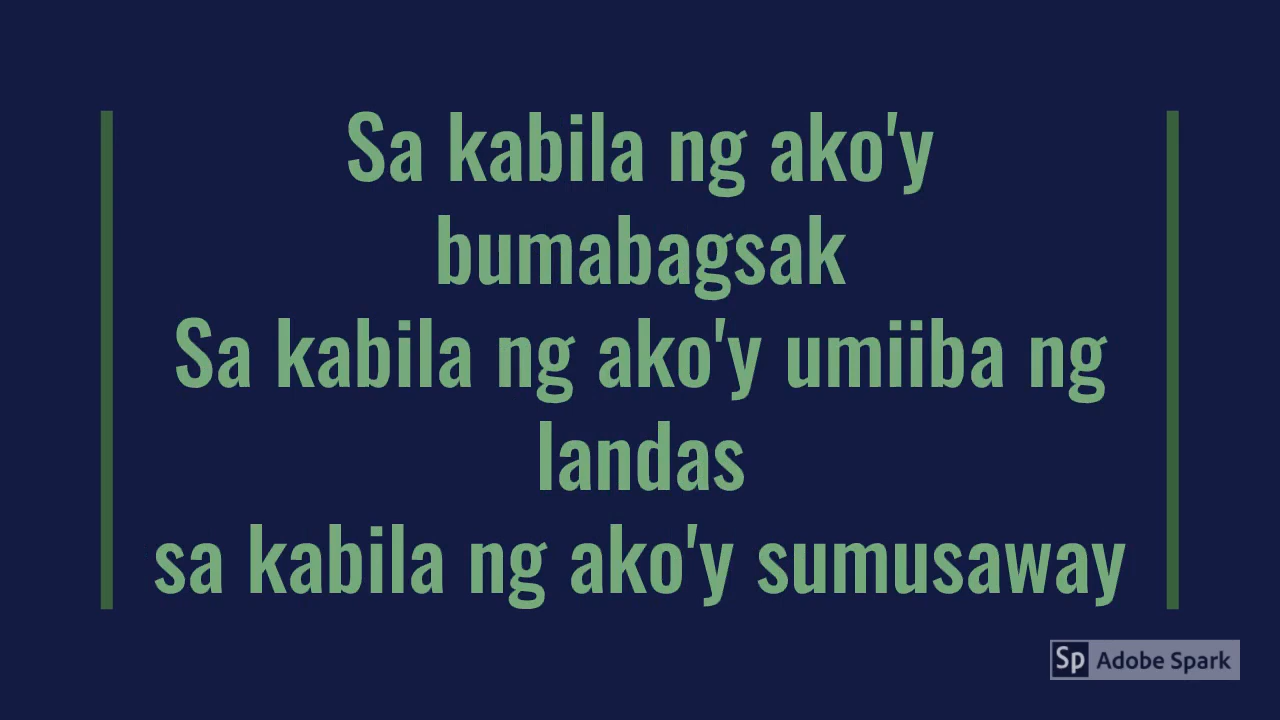 Sa kabila ng ako'y
bumabagsak
Sa kabila ng ako'y umiiba ng
landas
sa kabila ng ako'y sumusaway
Sp Adobe Spark